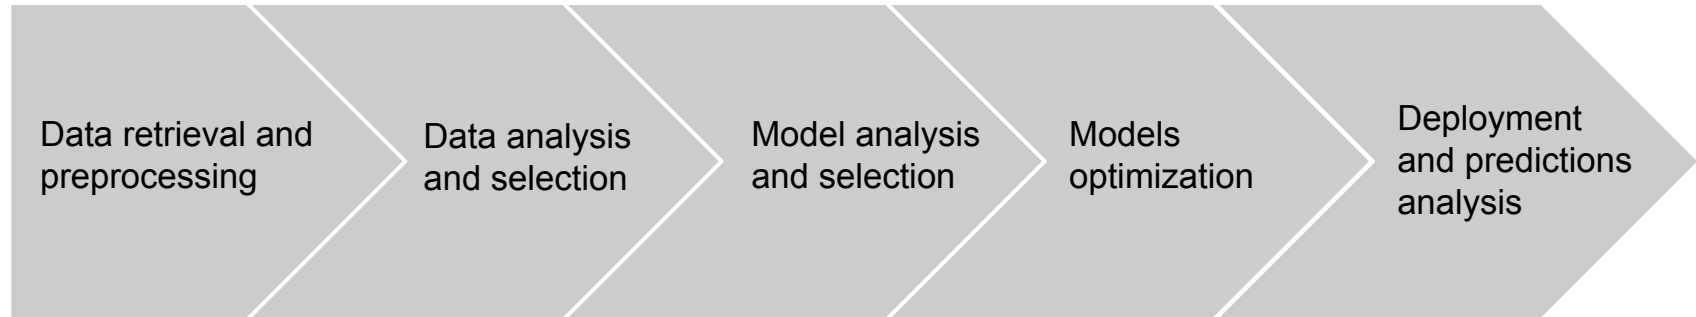 Data retrieval and
preprocessing
Data analysis
and selection
Model analysis
and selection
Models
optimization
Deployment
and predictions
analysis